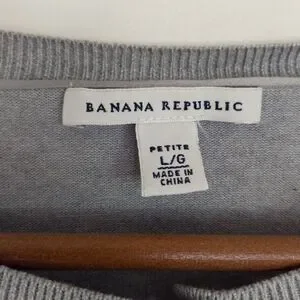 BANANA REPUBLIC
PETITE
L/G
MADE IN
CHINA